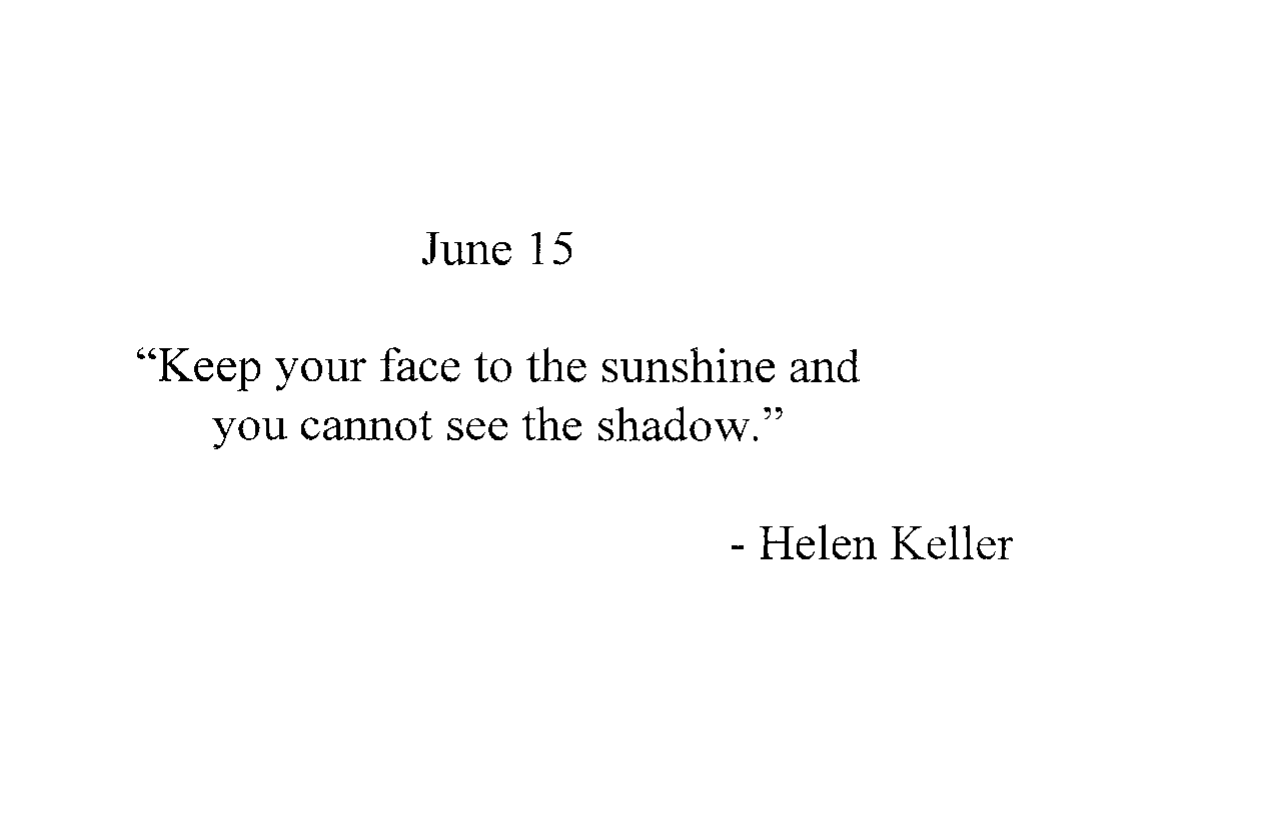 June 15
“Keep your face to the sunshine and
you cannot see the shadow.”
- Helen Keller